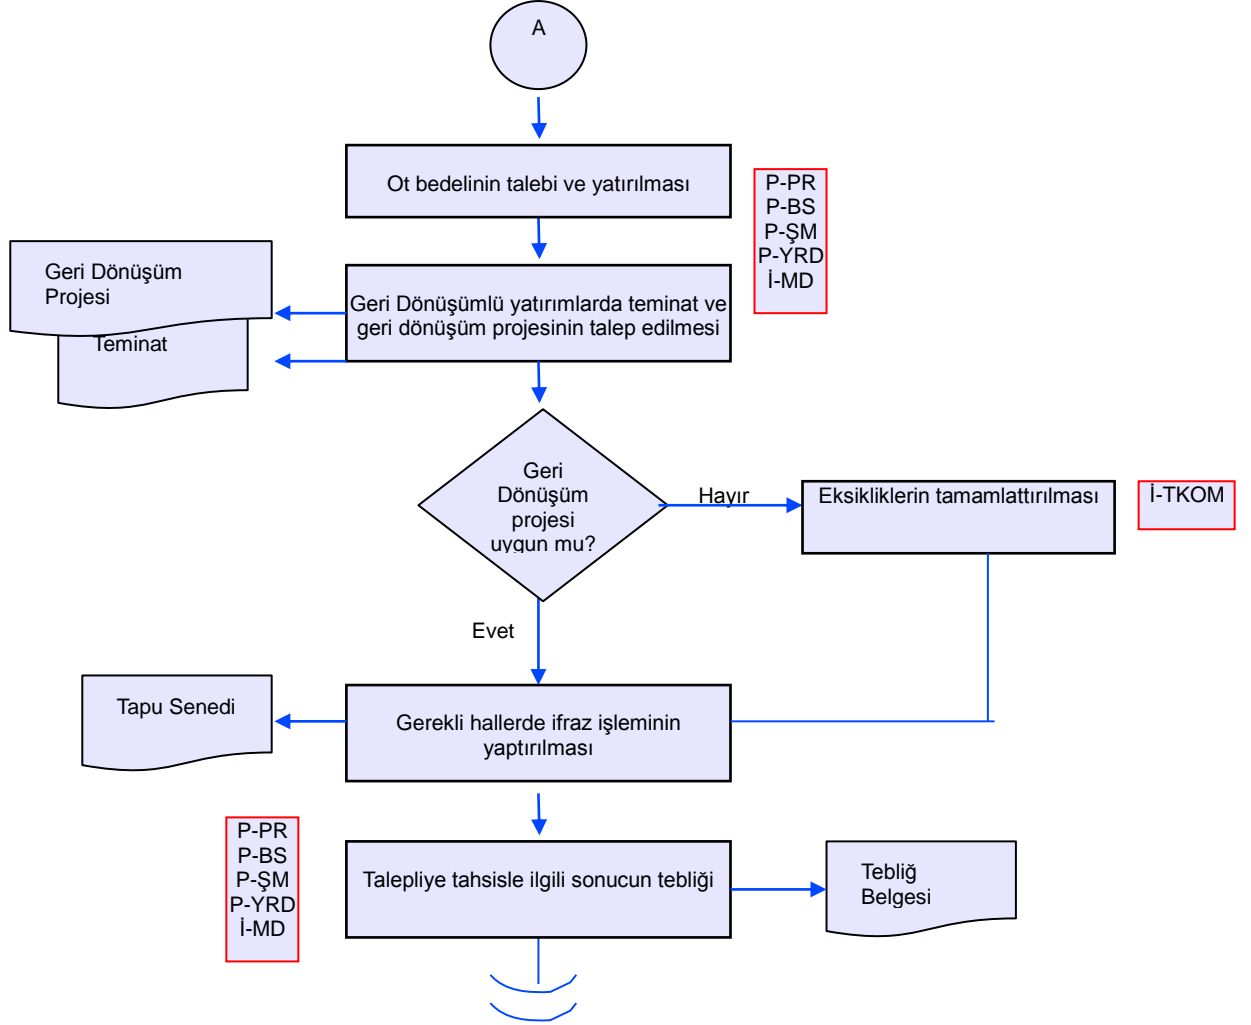 A
Ot bedelinin talebi ve yatırılması
P-PR
P-BS
P-ŞM
P-YRD
İ-MD
Geri Dönüşüm
Projesi
Teminat
Geri Dönüşümlü yatırımlarda teminat ve
geri dönüşüm projesinin talep edilmesi
Geri
Dönüşüm
projesi
uygun mu?
Hayır
Eksikliklerin tamamlattırılması
İ-TKOM
Evet
Tapu Senedi
Gerekli hallerde ifraz işleminin
yaptırılması
P-PR
P-BS
P-ŞM
P-YRD
İ-MD
Talepliye tahsisle ilgili sonucun tebliği
Tebliğ
Belgesi